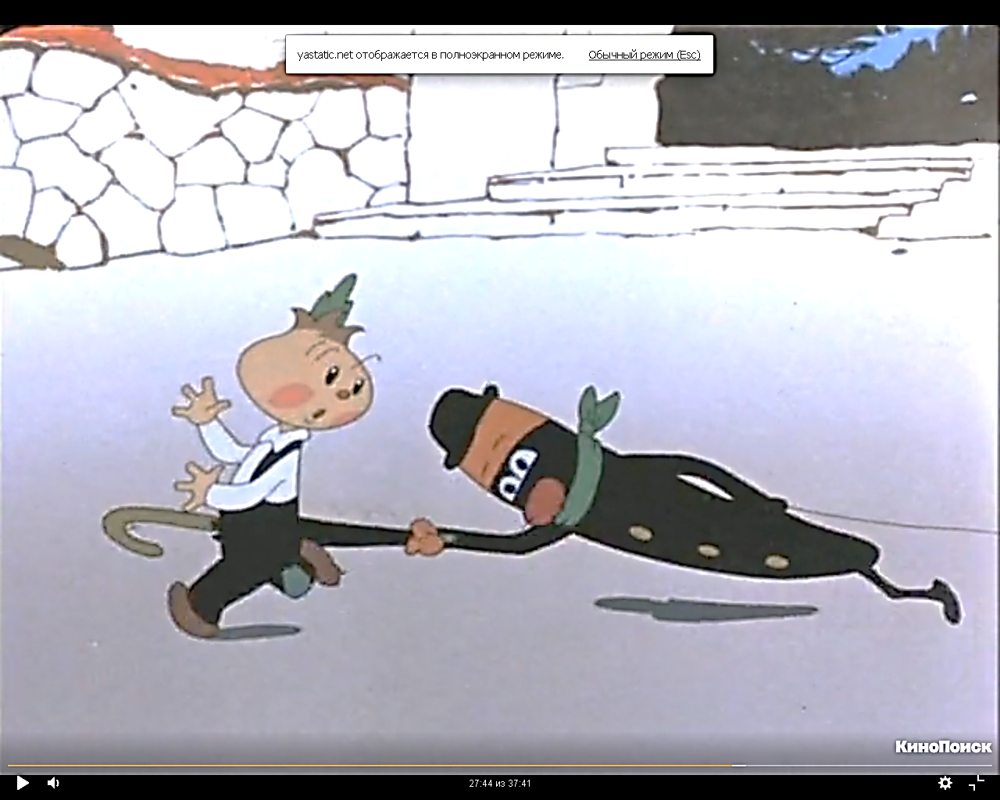 yastatic.net отображается в полноэкранном режиме. Обычный режим (Esc)
КиноПоиск
27:44 из 37:41